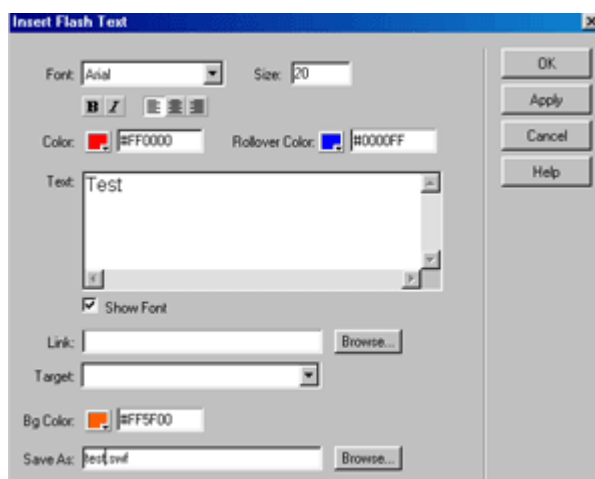 Insert Flash Text
Font: Arial Size: 20
OK
B I
Apply
Color: #FF0000 Rollover Color: #0000FF
Cancel
Text: Test
Help
Show Font
Link: Browse...
Target:
Bg Color: #FF5F00
Save As: test.swf Browse...